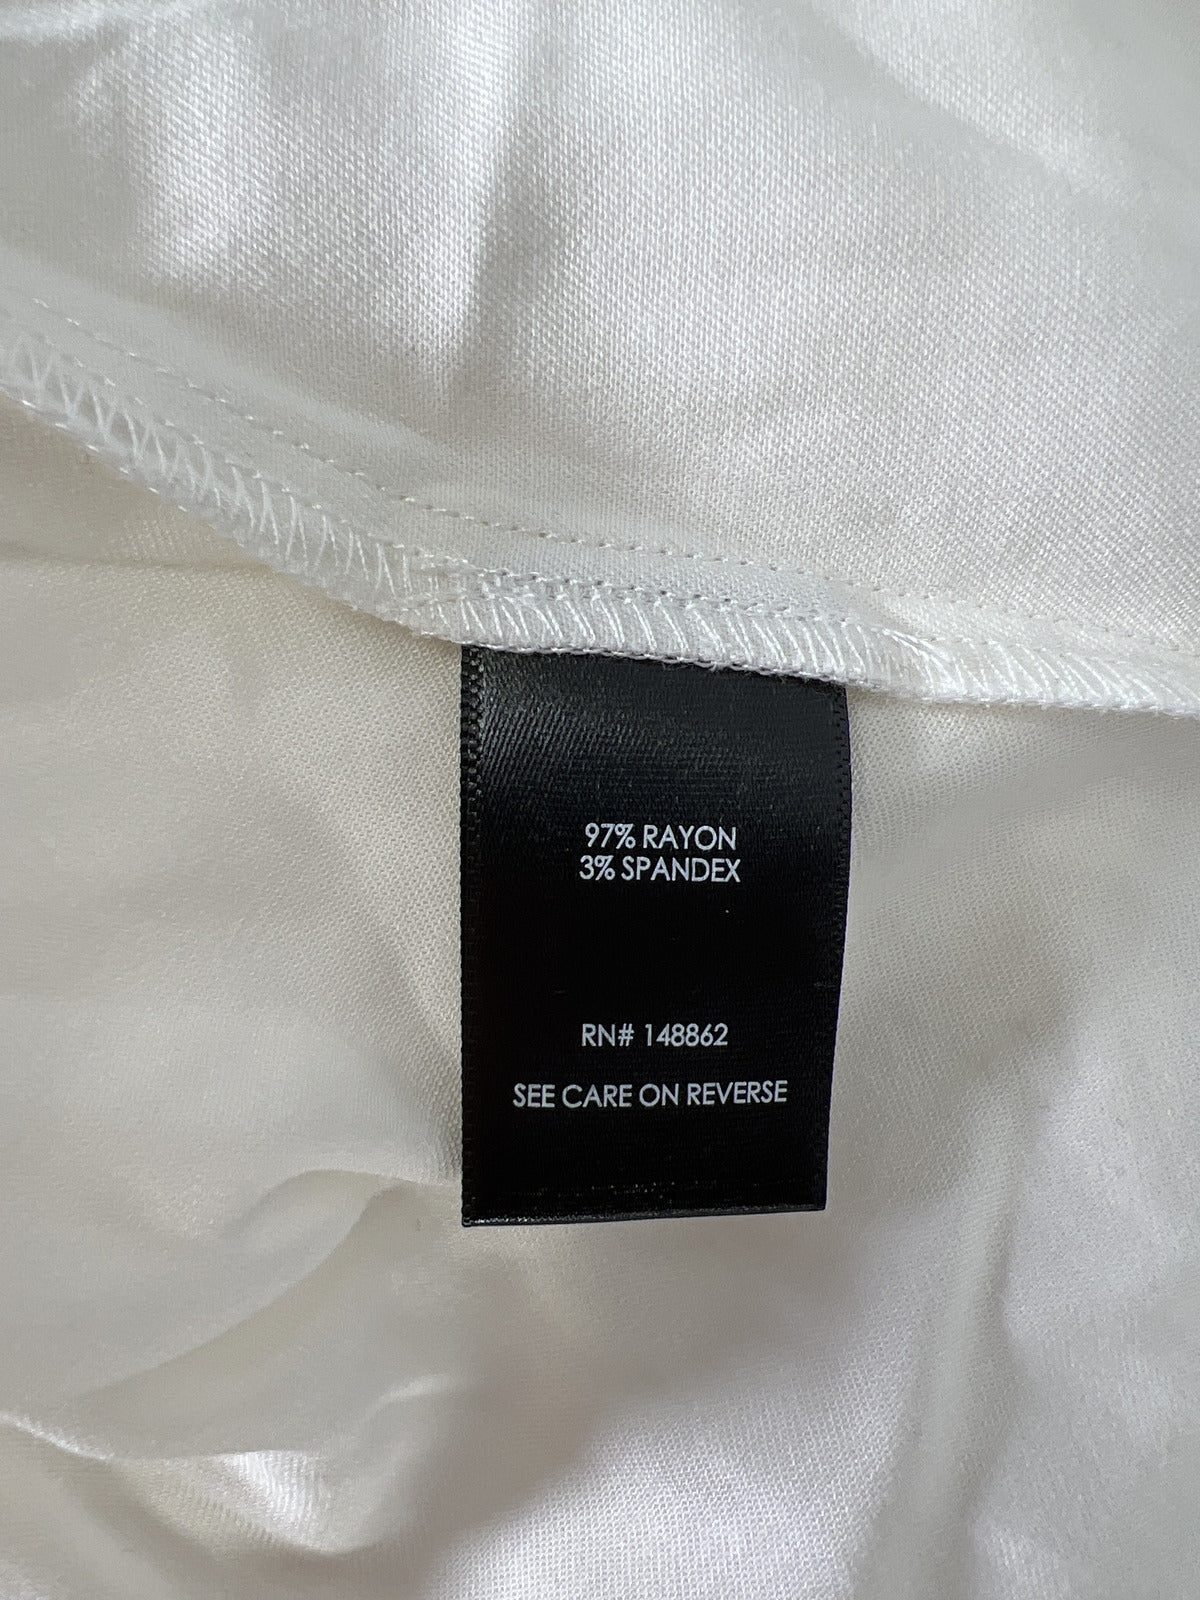 97% RAYON
3% SPANDEX
RN# 148862
SEE CARE ON REVERSE